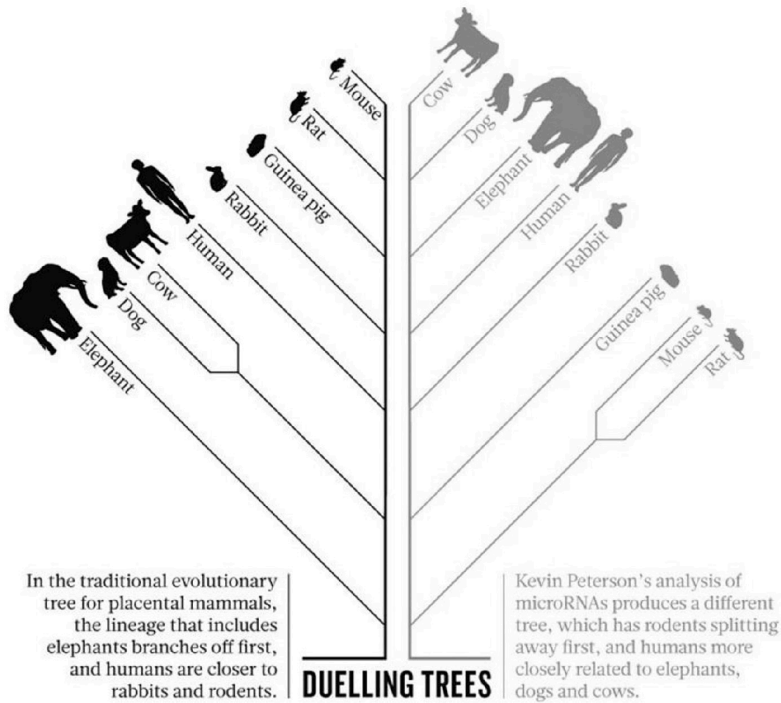 Mouse
Rat
Guinea pig
Rabbit
Human
Cow
Dog
Elephant
Cow
Dog
Elephant
Human
Rabbit
Guinea pig
Mouse
Rat
In the traditional evolutionary
tree for placental mammals,
the lineage that includes
elephants branches off first,
and humans are closer to
rabbits and rodents.
DUELLING TREES
Kevin Peterson's analysis of
microRNAs produces a different
tree, which has rodents splitting
away first, and humans more
closely related to elephants,
dogs and cows.